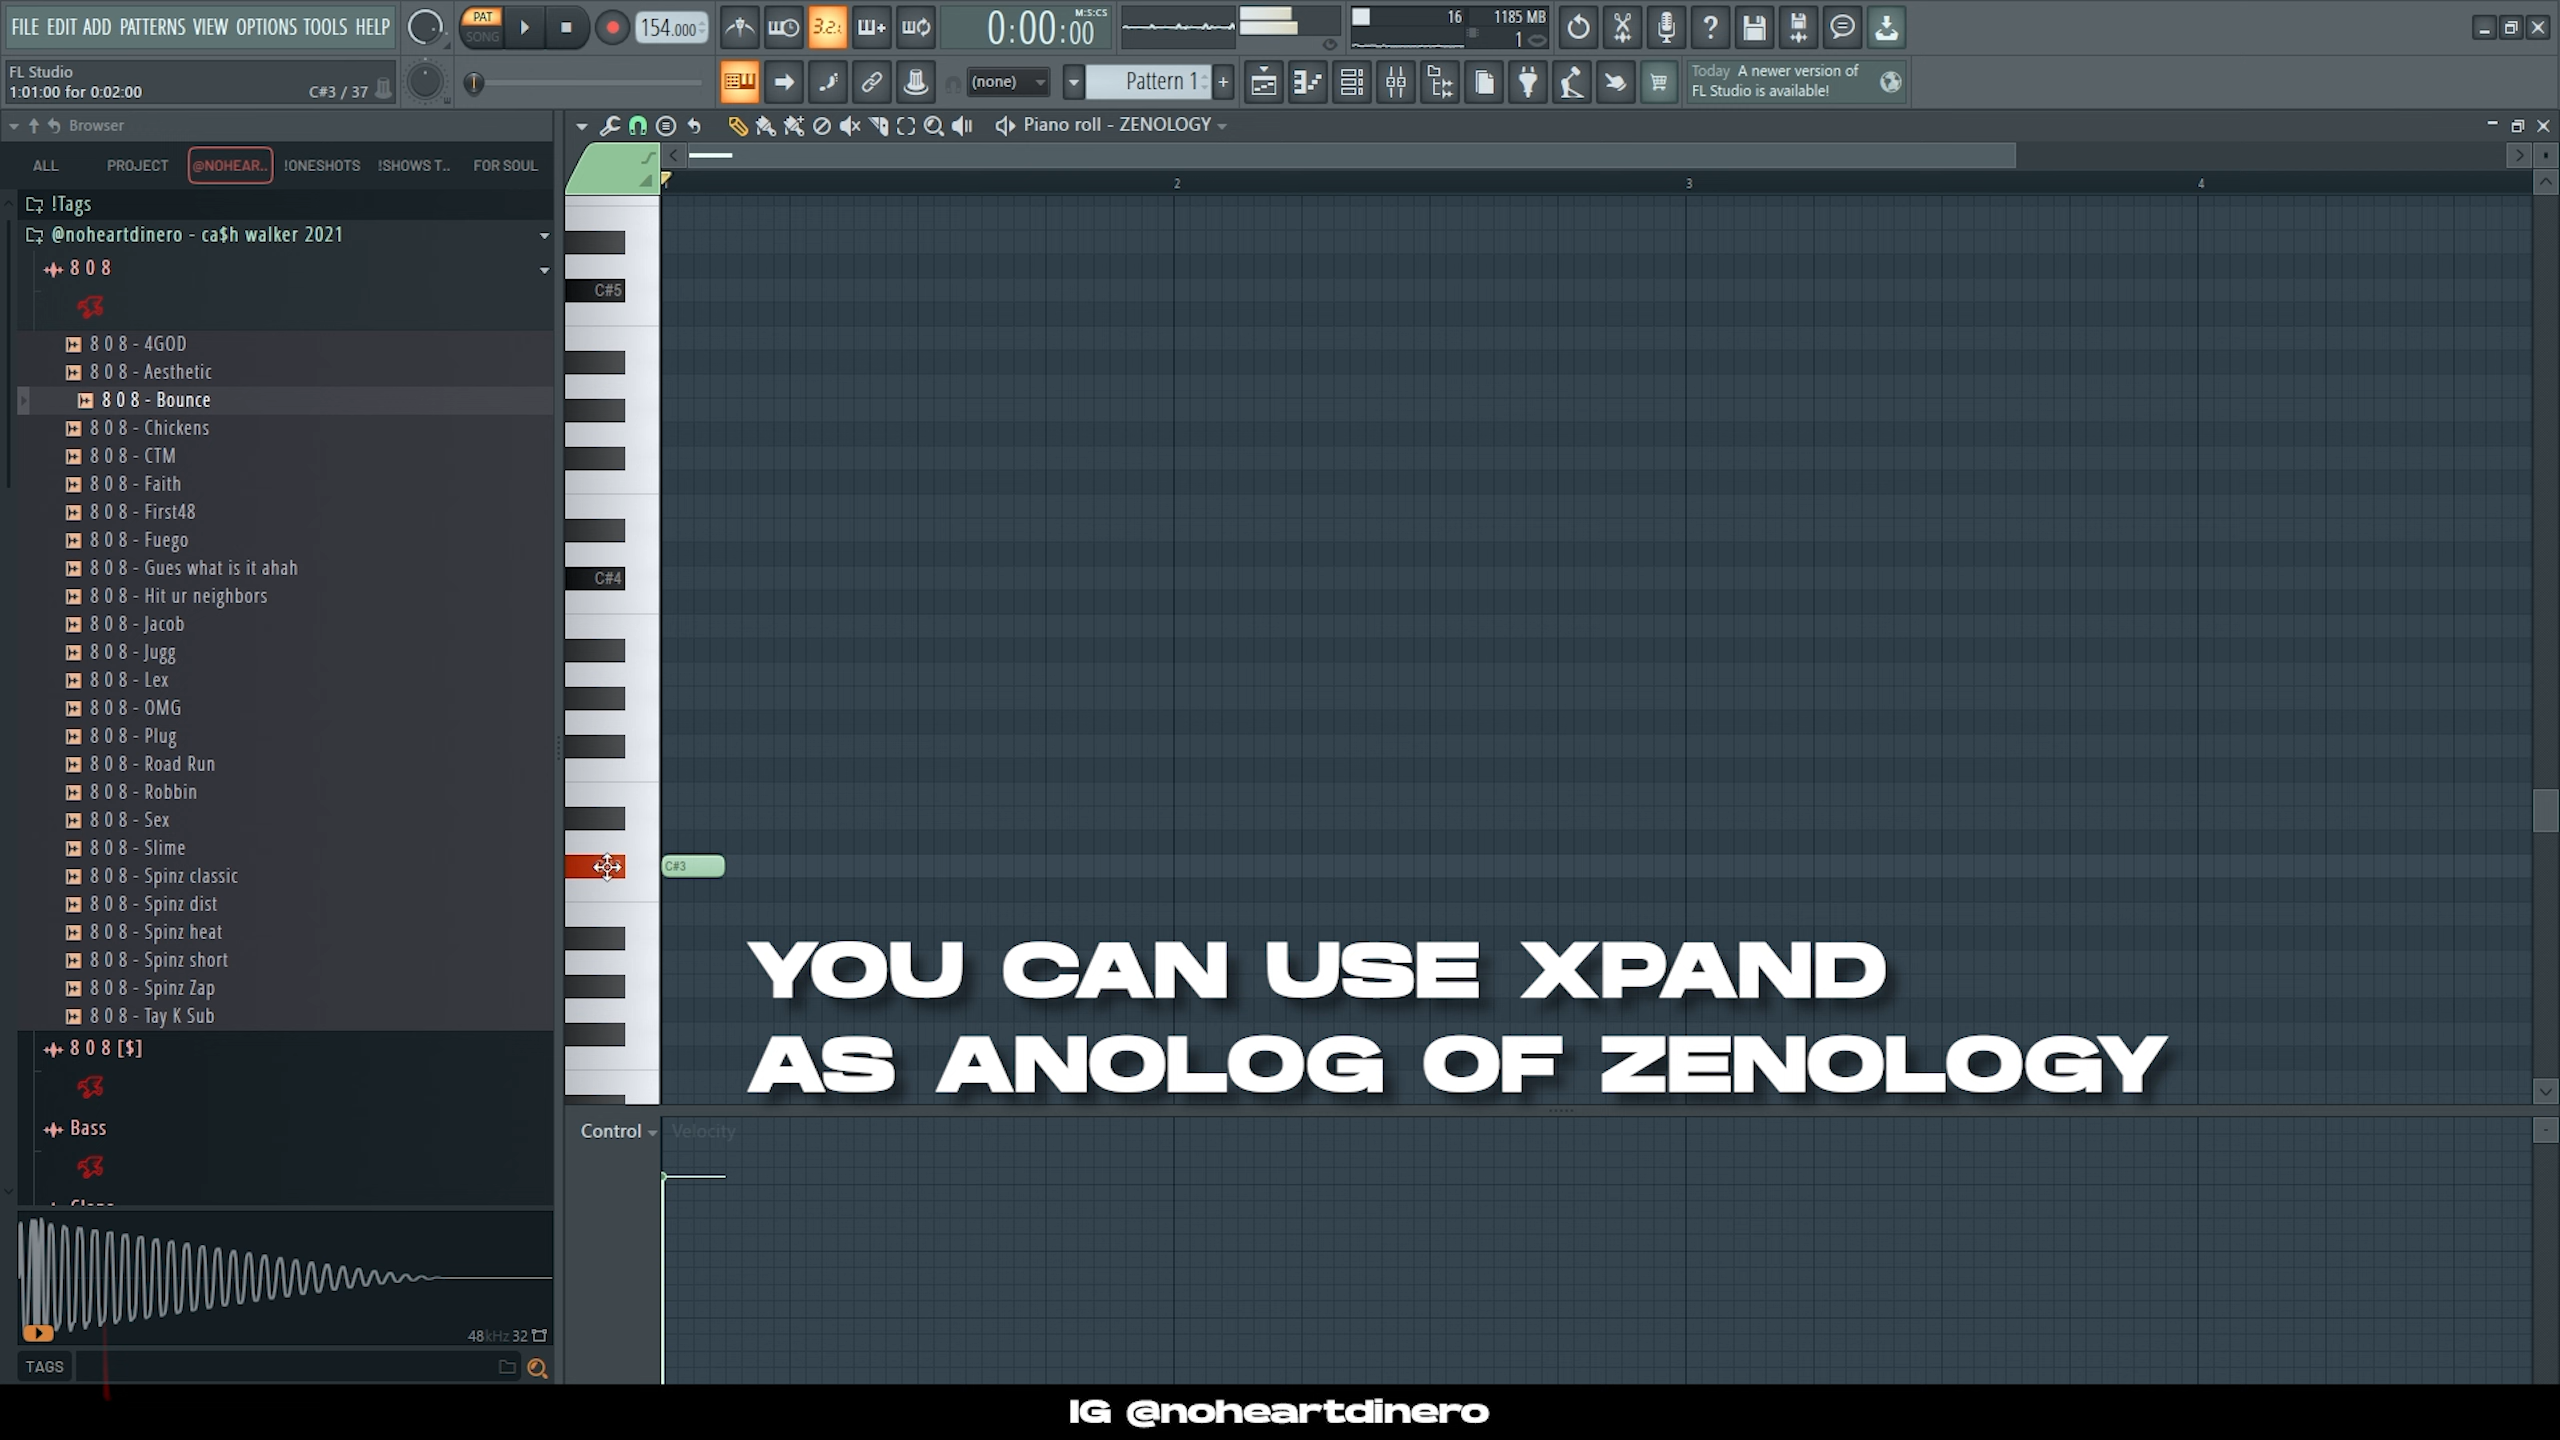 FILE EDIT ADD PATTERNS VIEW OPTIONS TOOLS HELP
PAT
SONG
154.000
3.2.
0:00:00
M:S:CS
16
1185 MB
1
FL Studio
1:01:00 for 0:02:00
C#3 / 37
(none)
Pattern 1
+
Today A newer version of
FL Studio is available!
Browser
Piano roll - ZENOLOGY
ALL
PROJECT
@NOHEAR..
!ONESHOTS
!SHOWS T..
FOR SOUL
2
3
4
!Tags
@noheartdinero - ca$h walker 2021
8 0 8
8 0 8 - 4GOD
8 0 8 - Aesthetic
8 0 8 - Bounce
8 0 8 - Chickens
8 0 8 - CTM
8 0 8 - Faith
8 0 8 - First48
8 0 8 - Fuego
8 0 8 - Gues what is it ahah
8 0 8 - Hit ur neighbors
8 0 8 - Jacob
8 0 8 - Jugg
8 0 8 - Lex
8 0 8 - OMG
8 0 8 - Plug
8 0 8 - Road Run
8 0 8 - Robbin
8 0 8 - Sex
8 0 8 - Slime
8 0 8 - Spinz classic
8 0 8 - Spinz dist
8 0 8 - Spinz heat
8 0 8 - Spinz short
8 0 8 - Spinz Zap
8 0 8 - Tay K Sub
8 0 8 [$]
Bass
C#5
C#4
C#3
YOU CAN USE XPAND
AS ANOLOG OF ZENOLOGY
Control
Velocity
48kHz 32
TAGS
IG @noheartdinero